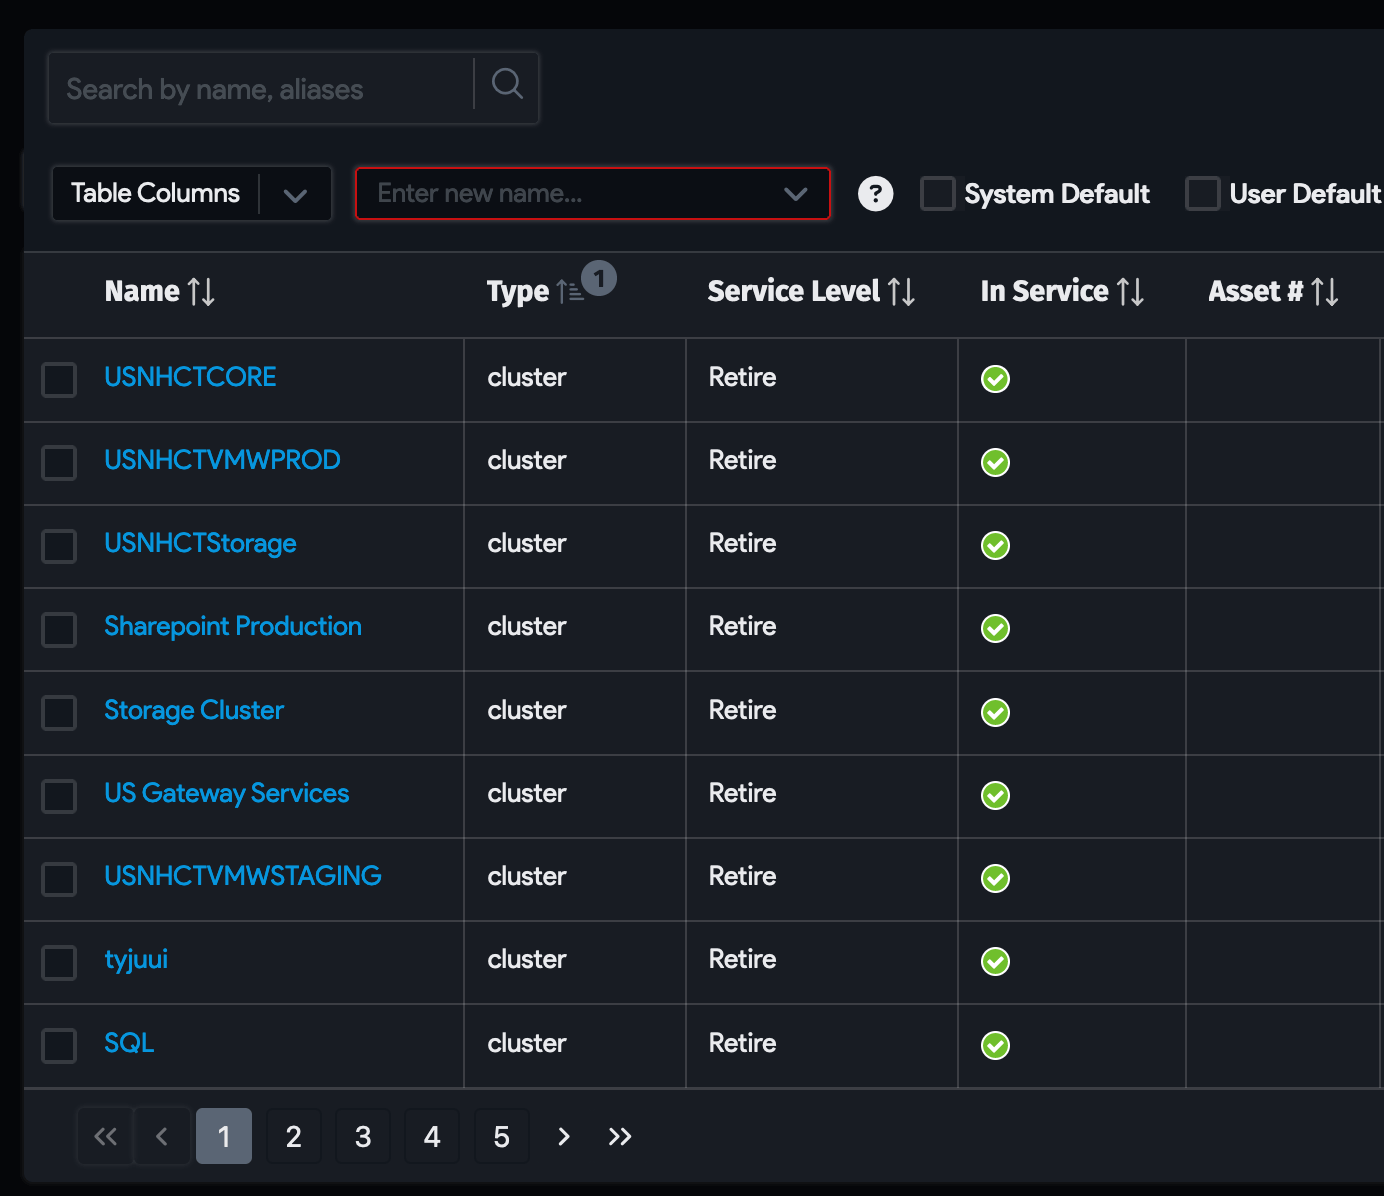 Search by name, aliases
Table Columns Enter new name... ? System Default User Default
Name Type 1 Service Level In Service Asset #
USNHCTCORE cluster Retire
USNHCTVMWPROD cluster Retire
USNHCTStorage cluster Retire
Sharepoint Production cluster Retire
Storage Cluster cluster Retire
US Gateway Services cluster Retire
USNHCTVMWSTAGING cluster Retire
tyjuui cluster Retire
SQL cluster Retire
1 2 3 4 5